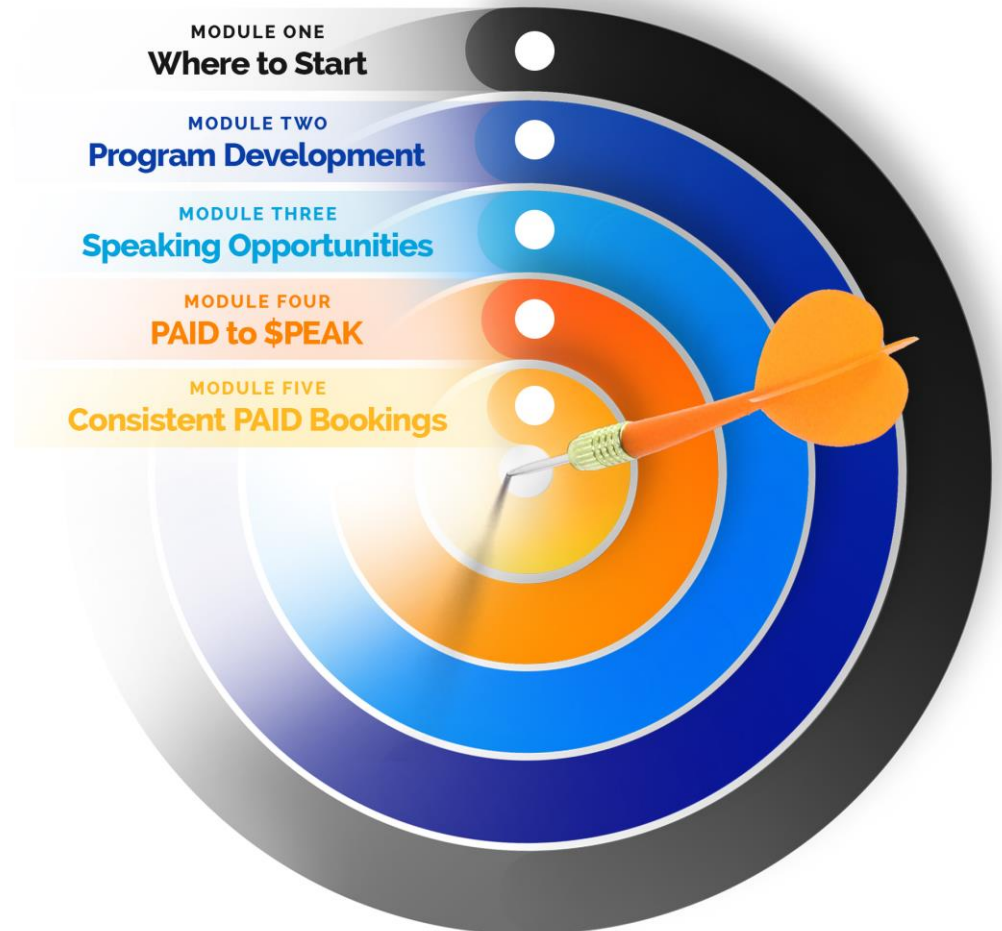 MODULE ONE
Where to Start
MODULE TWO
Program Development
MODULE THREE
Speaking Opportunities
MODULE FOUR
PAID to $PEAK
MODULE FIVE
Consistent PAID Bookings